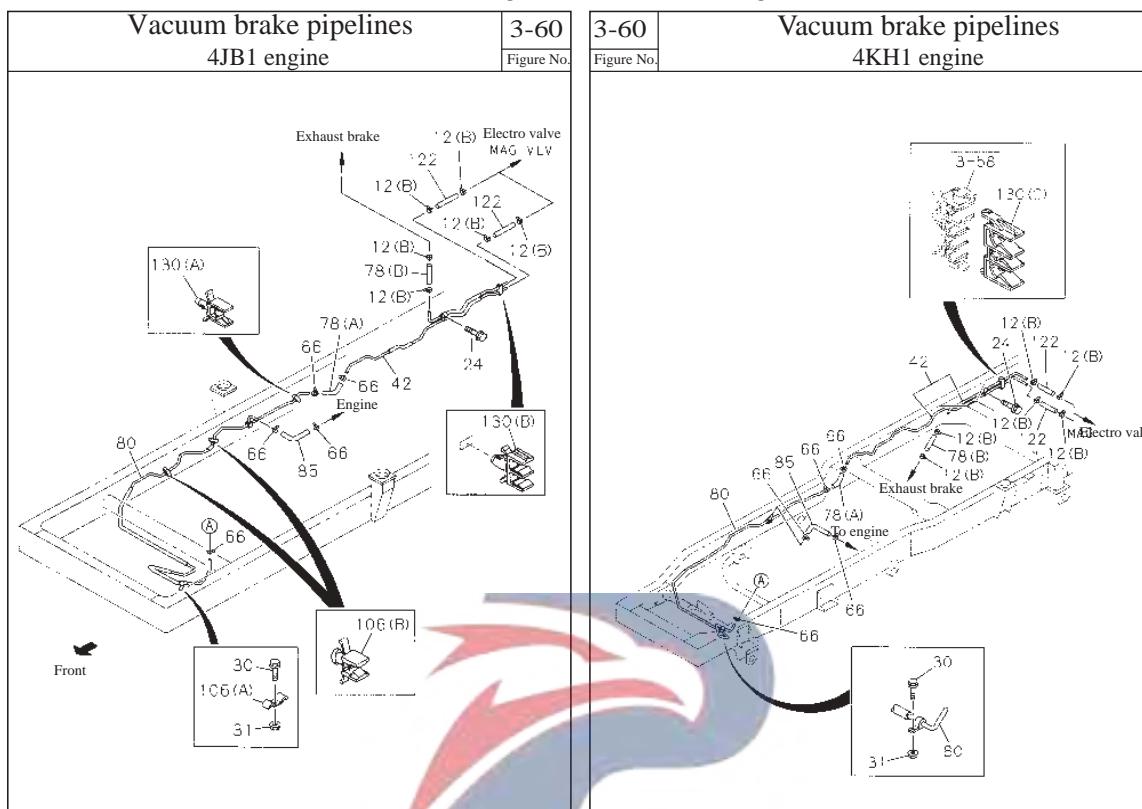 Vacuum brake pipelines
4JB1 engine
3-60
Figure No.
Exhaust brake
12 (B)
Electro valve
MAG VLV
122
12 (B)
122
12 (B)
12 (B)
12 (B)
78 (B)
12 (B)
130 (A)
78 (A)
66
24
66
42
Engine
130 (B)
80
66
85
66
A
66
106 (B)
Front
30
106 (A)
31
3-60
Figure No.
Vacuum brake pipelines
4KH1 engine
3-58
130 (C)
12 (B)
24
122
12 (B)
42
12 (B)
122
MAG
Electro val
12 (B)
12 (B)
78 (B)
12 (B)
Exhaust brake
66
66
85
66
80
78 (A)
To engine
66
A
66
30
31
80